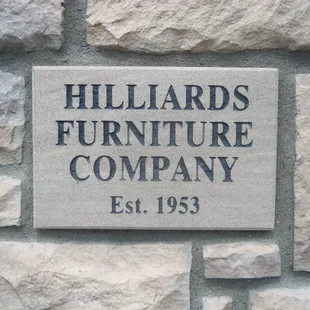 HILLIARDS
FURNITURE
COMPANY
Est. 1953